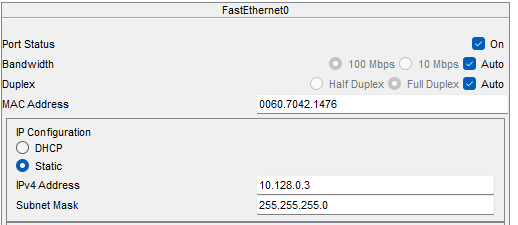 FastEthernet0
Port Status On
Bandwidth 100 Mbps 10 Mbps Auto
Duplex Half Duplex Full Duplex Auto
MAC Address 0060.7042.1476
IP Configuration
DHCP
Static
IPv4 Address 10.128.0.3
Subnet Mask 255.255.255.0